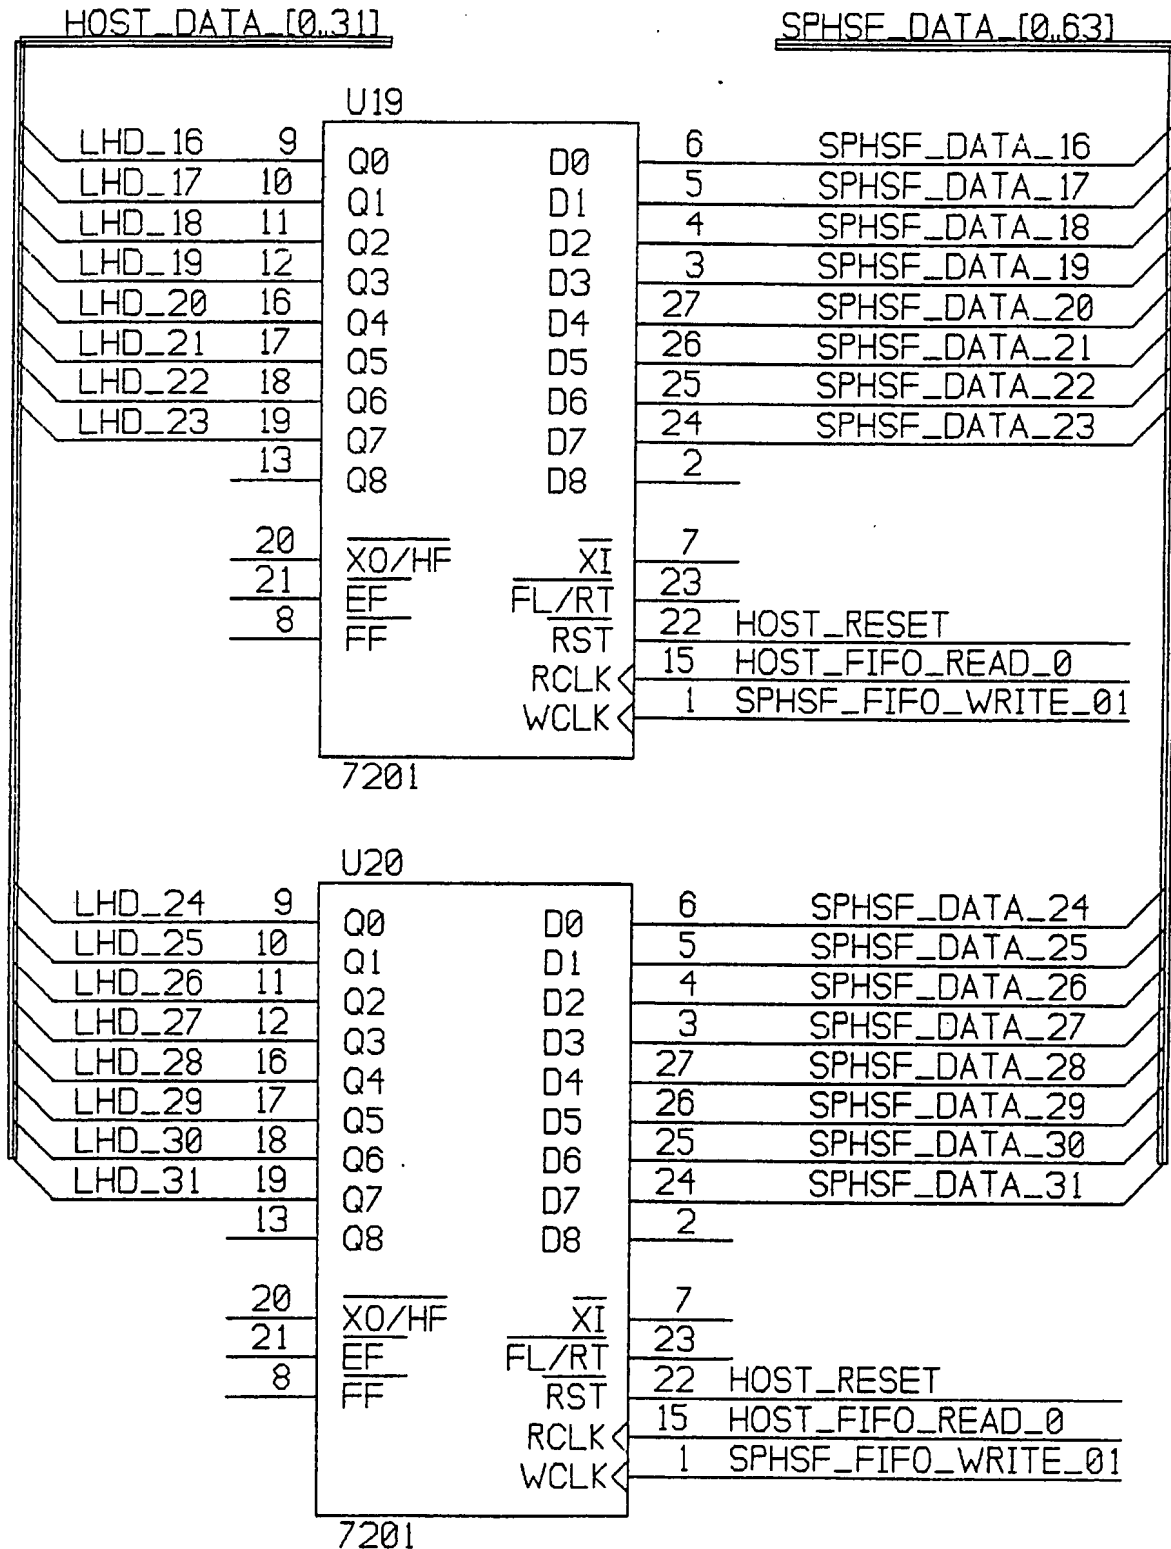 HOST_DATA_[0..31] SPHSF_DATA_[0..63]
U19
LHD_16 9 Q0 D0 6 SPHSF_DATA_16
LHD_17 10 Q1 D1 5 SPHSF_DATA_17
LHD_18 11 Q2 D2 4 SPHSF_DATA_18
LHD_19 12 Q3 D3 3 SPHSF_DATA_19
LHD_20 16 Q4 D4 27 SPHSF_DATA_20
LHD_21 17 Q5 D5 26 SPHSF_DATA_21
LHD_22 18 Q6 D6 25 SPHSF_DATA_22
LHD_23 19 Q7 D7 24 SPHSF_DATA_23
13 Q8 D8 2
20 XO/HF XI 7
21 EF FL/RT 23
8 FF RST 22 HOST_RESET
RCLK 15 HOST_FIFO_READ_0
WCLK 1 SPHSF_FIFO_WRITE_01
7201
U20
LHD_24 9 Q0 D0 6 SPHSF_DATA_24
LHD_25 10 Q1 D1 5 SPHSF_DATA_25
LHD_26 11 Q2 D2 4 SPHSF_DATA_26
LHD_27 12 Q3 D3 3 SPHSF_DATA_27
LHD_28 16 Q4 D4 27 SPHSF_DATA_28
LHD_29 17 Q5 D5 26 SPHSF_DATA_29
LHD_30 18 Q6 D6 25 SPHSF_DATA_30
LHD_31 19 Q7 D7 24 SPHSF_DATA_31
13 Q8 D8 2
20 XO/HF XI 7
21 EF FL/RT 23
8 FF RST 22 HOST_RESET
RCLK 15 HOST_FIFO_READ_0
WCLK 1 SPHSF_FIFO_WRITE_01
7201